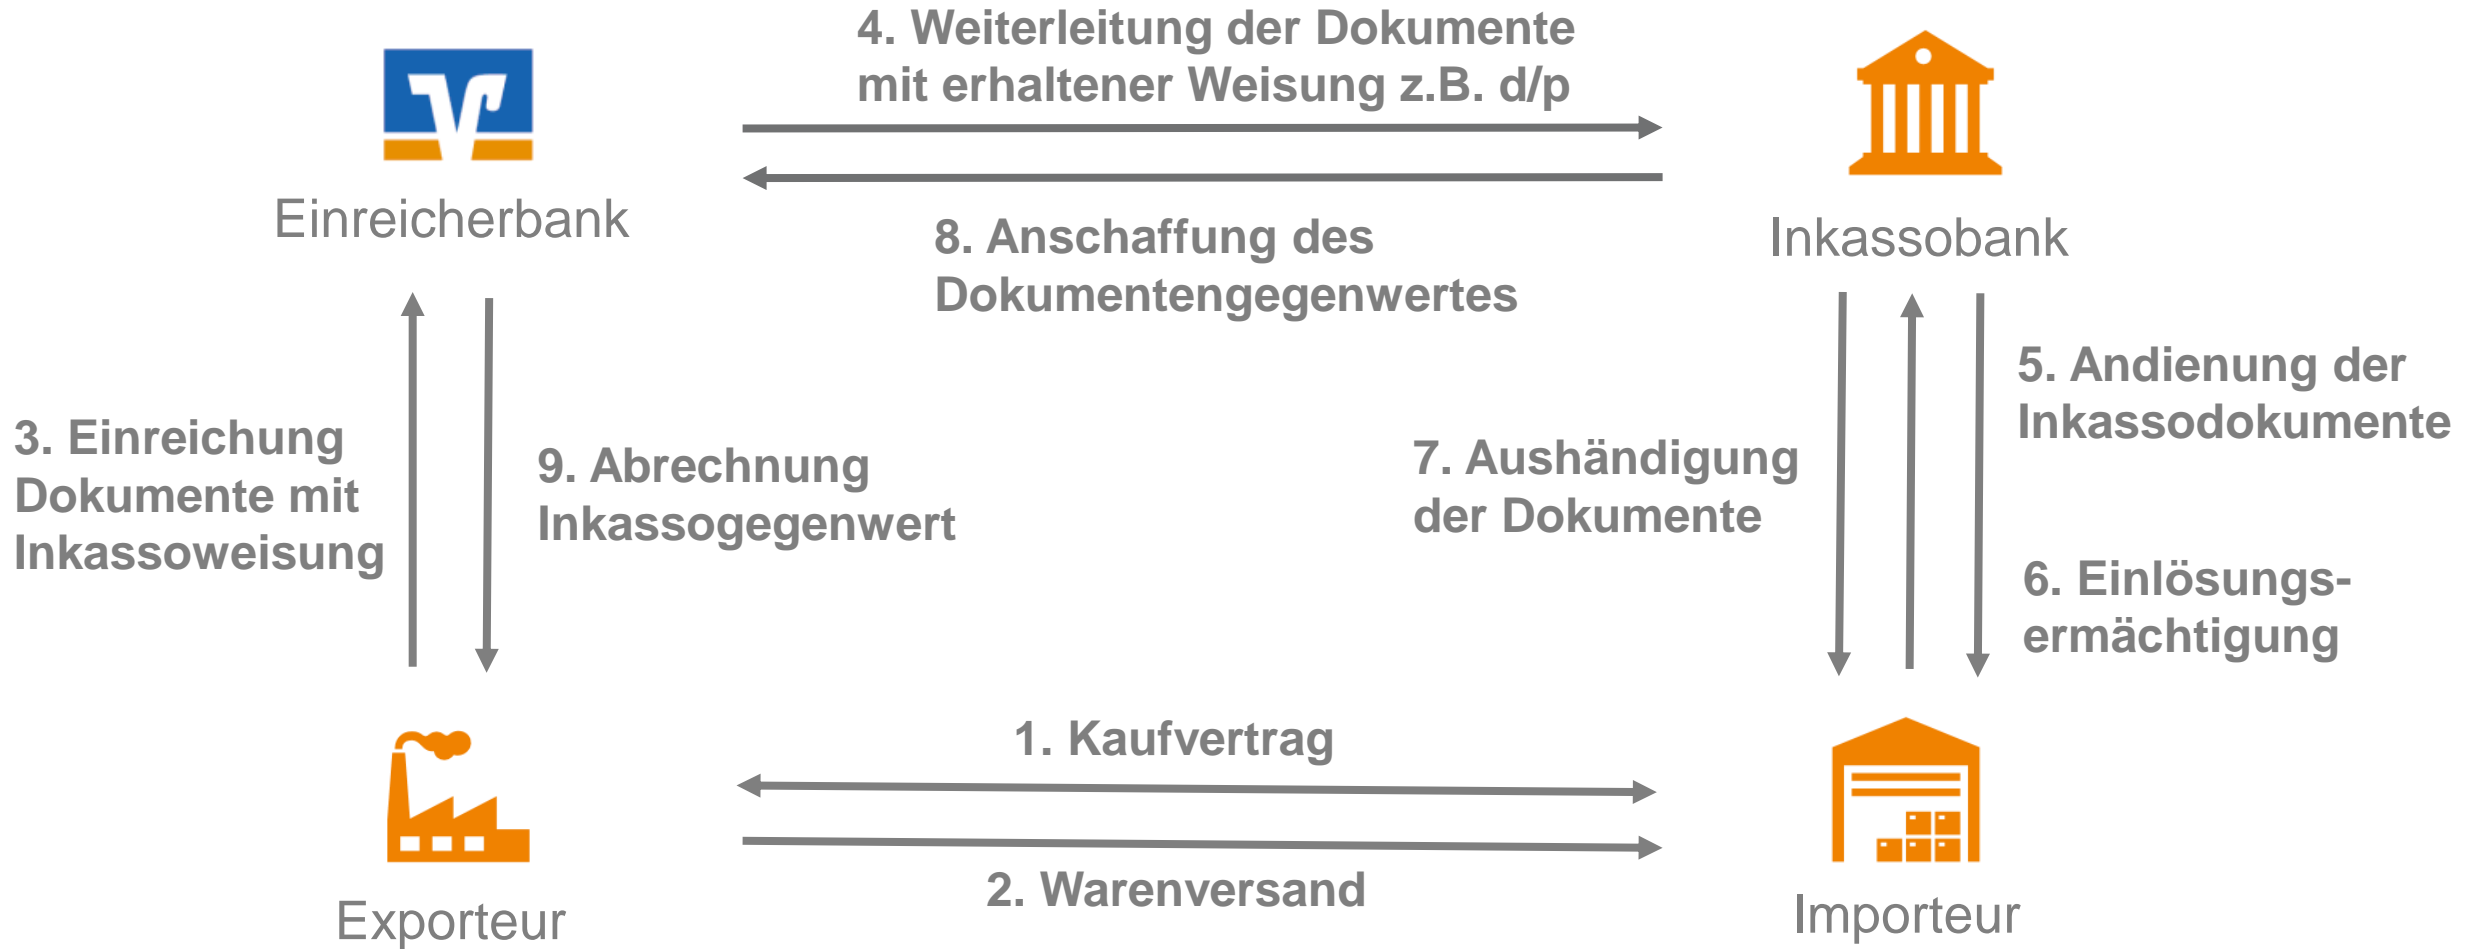 4. Weiterleitung der Dokumente
mit erhaltener Weisung z.B. d/p
Einreicherbank
8. Anschaffung des
Dokumentengegenwertes
Inkassobank
3. Einreichung
Dokumente mit
Inkassoweisung
9. Abrechnung
Inkassogegenwert
7. Aushändigung
der Dokumente
5. Andienung der
Inkassodokumente
6. Einlösungs-
ermächtigung
1. Kaufvertrag
2. Warenversand
Exporteur
Importeur